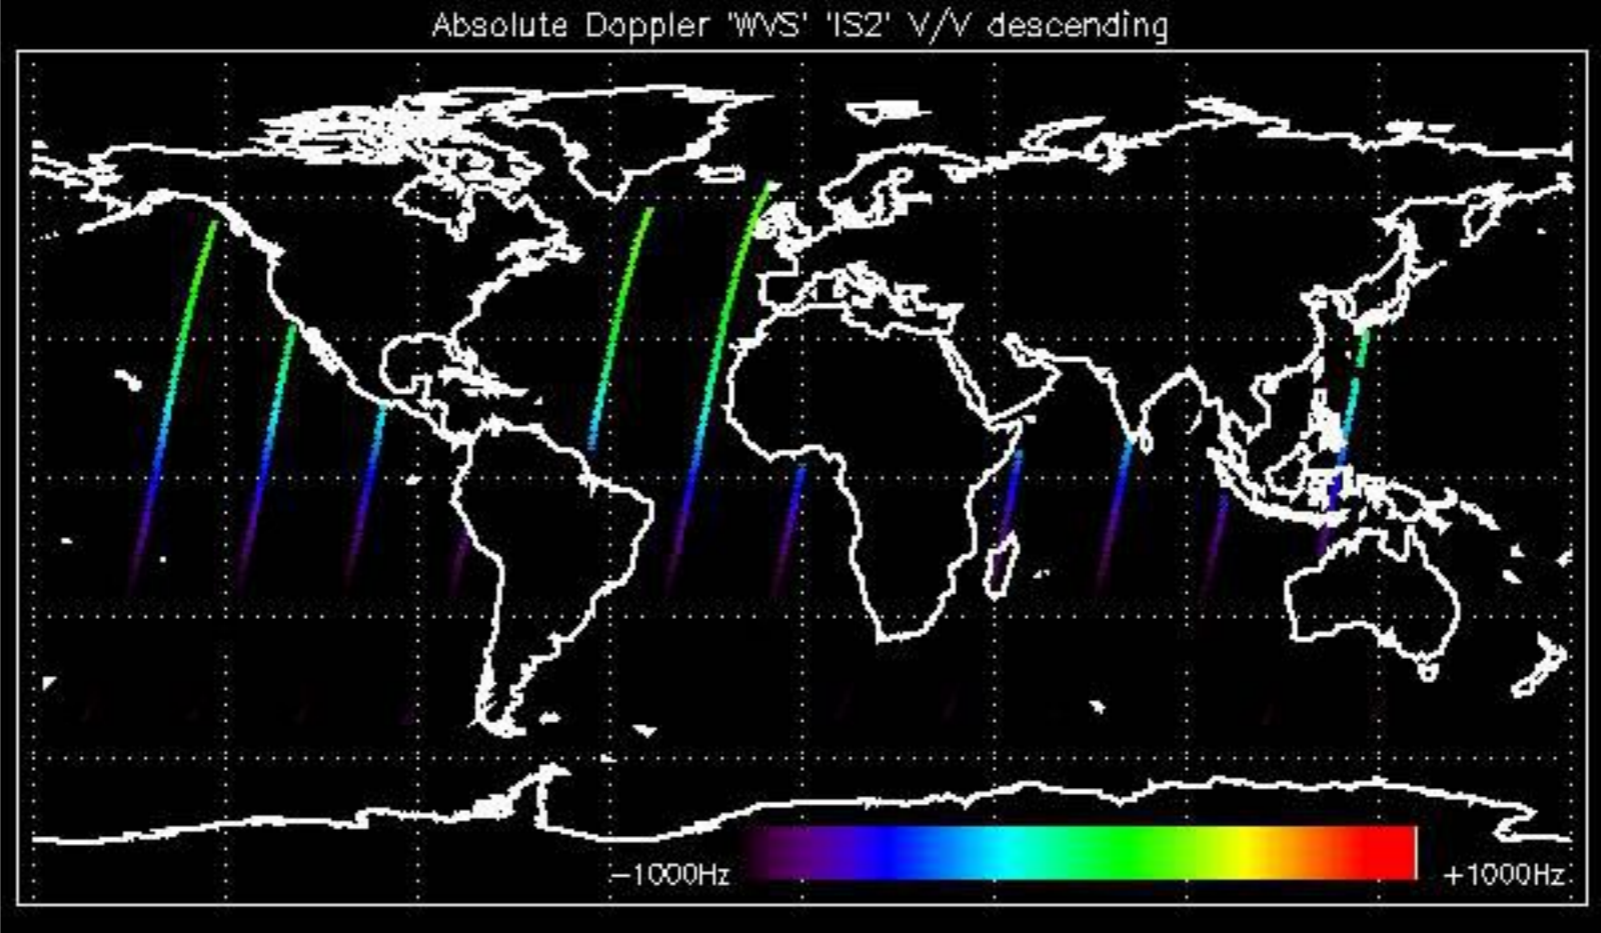 Absolute Doppler 'WVS' 'IS2' V/V descending
−1000Hz
+1000Hz